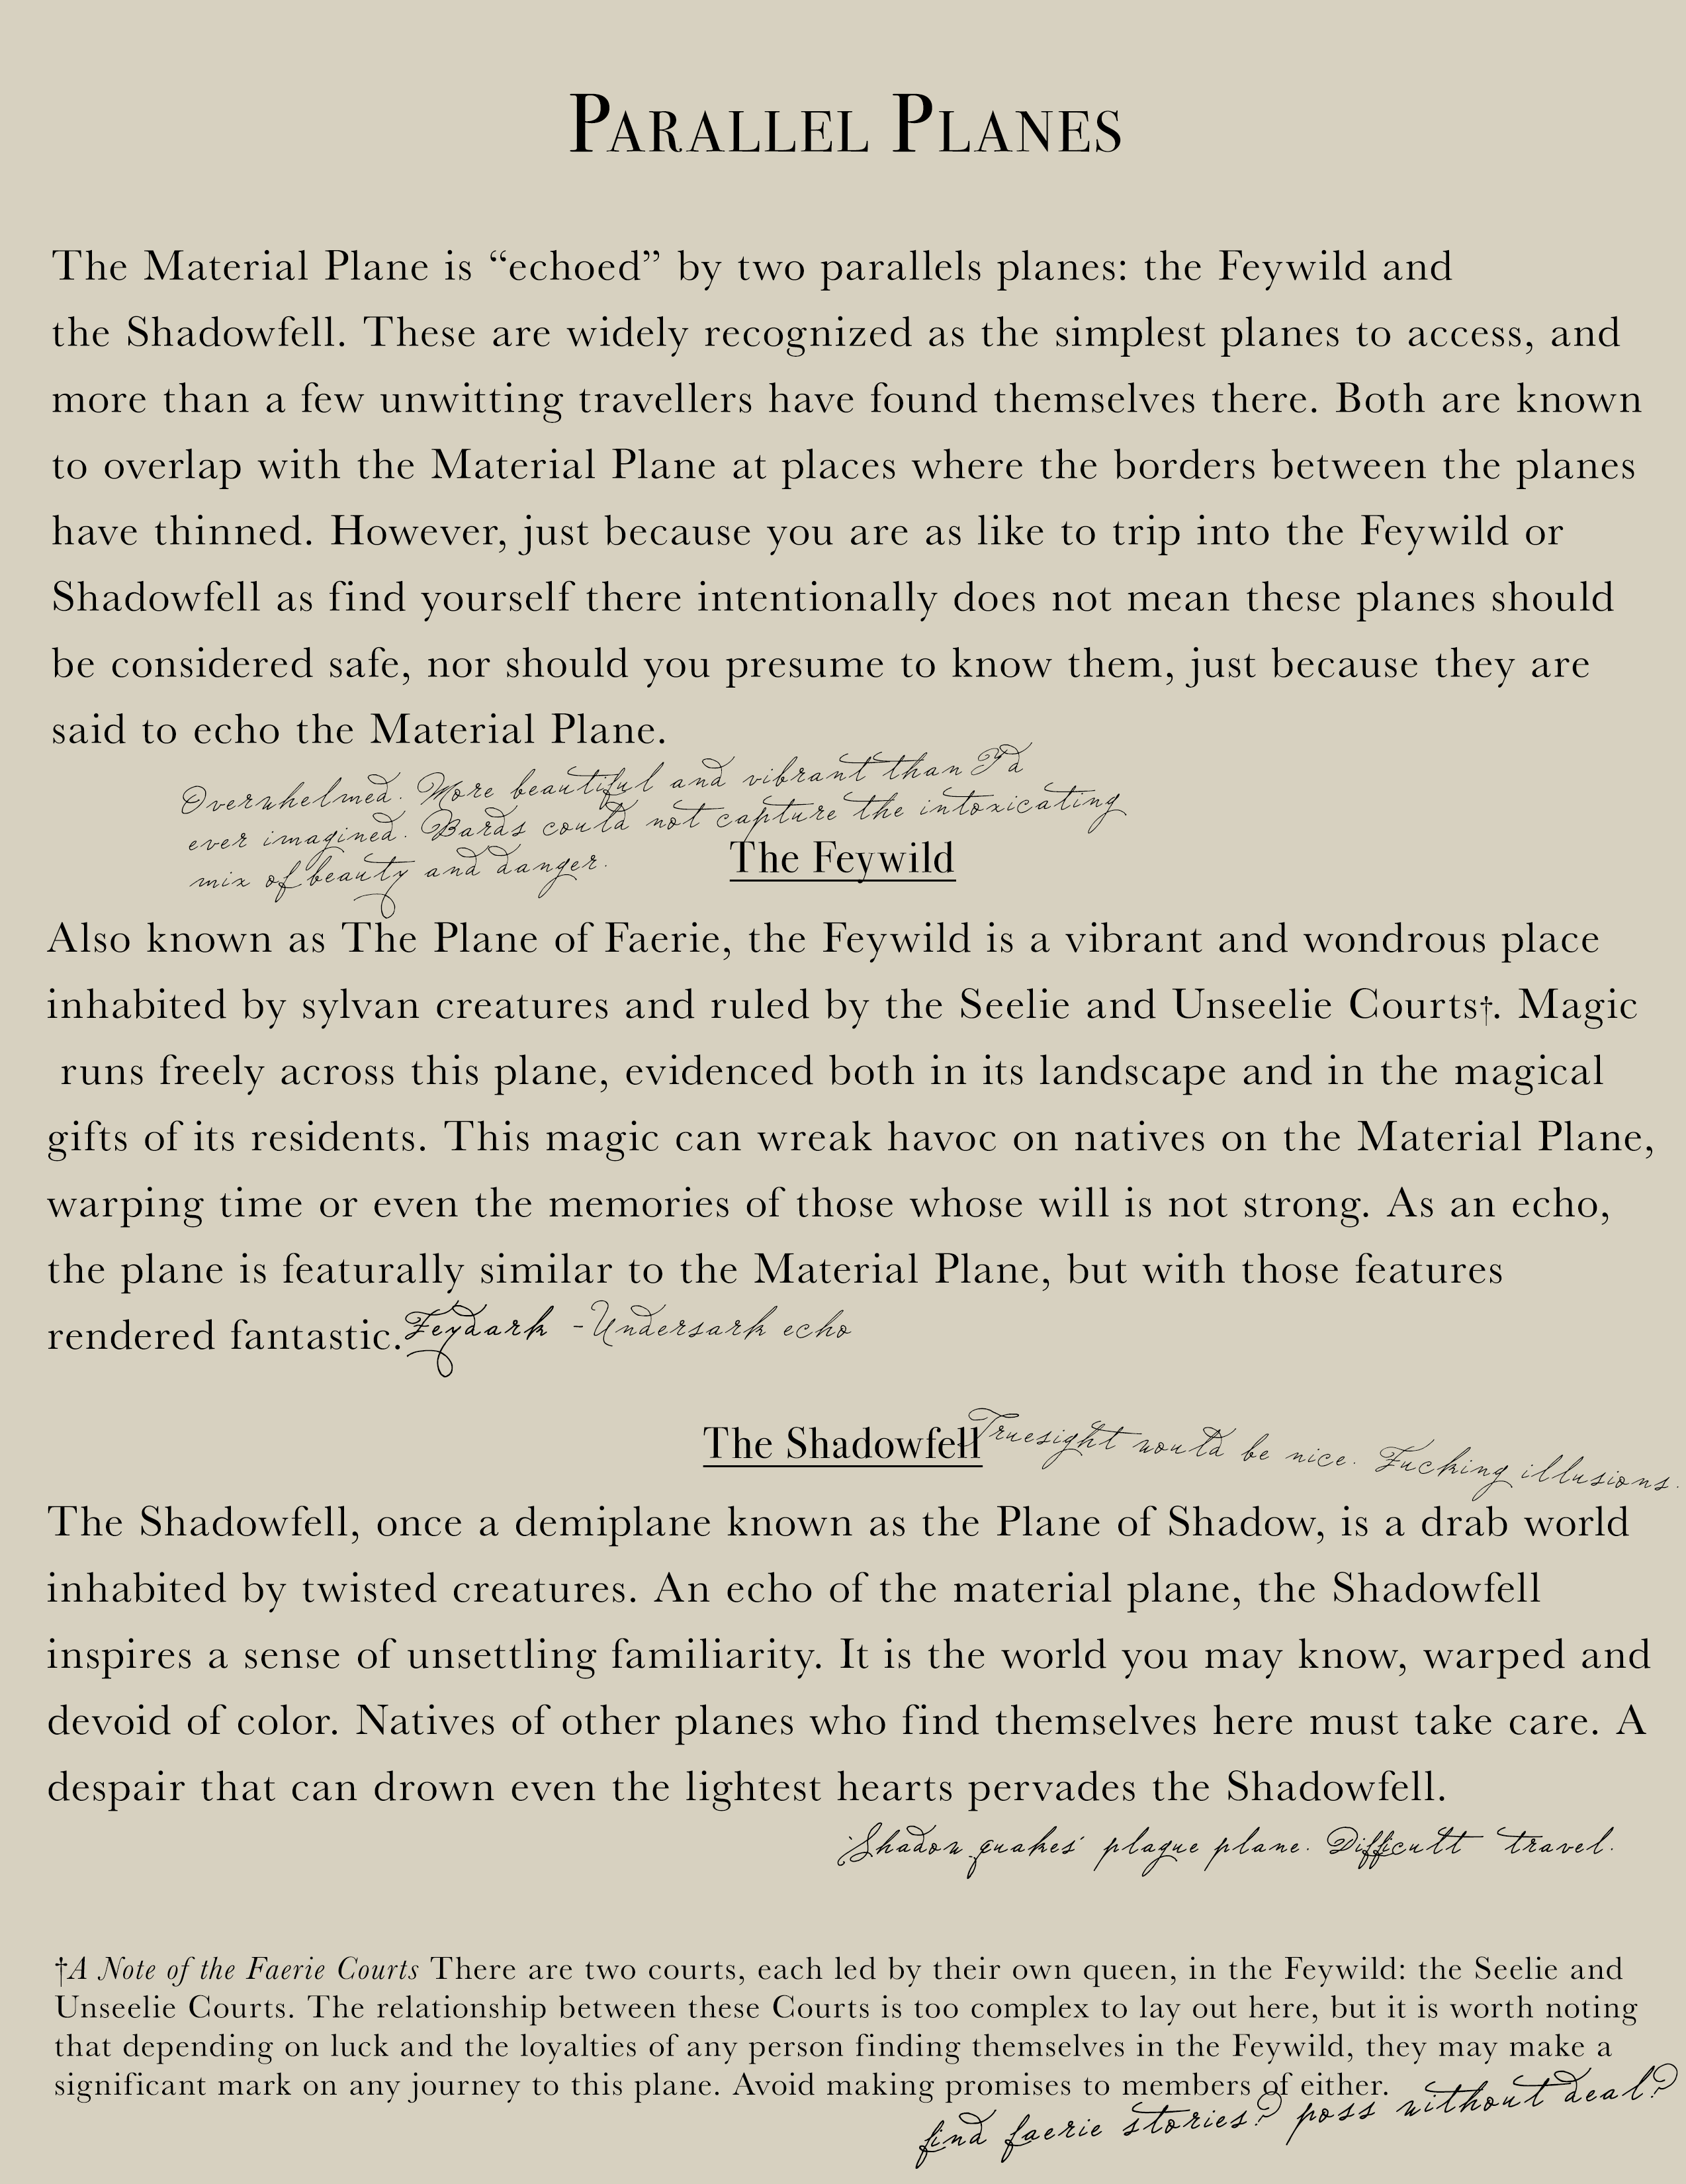 PARALLEL PLANES
The Material Plane is “echoed” by two parallels planes: the Feywild and
the Shadowfell. These are widely recognized as the simplest planes to access, and
more than a few unwitting travellers have found themselves there. Both are known
to overlap with the Material Plane at places where the borders between the planes
have thinned. However, just because you are as like to trip into the Feywild or
Shadowfell as find yourself there intentionally does not mean these planes should
be considered safe, nor should you presume to know them, just because they are
said to echo the Material Plane.
Overwhelmed. More beautiful and vibrant than I'd
ever imagined. Bards could not capture the intoxicating
mix of beauty and danger.
The Feywild
Also known as The Plane of Faerie, the Feywild is a vibrant and wondrous place
inhabited by sylvan creatures and ruled by the Seelie and Unseelie Courts†. Magic
runs freely across this plane, evidenced both in its landscape and in the magical
gifts of its residents. This magic can wreak havoc on natives on the Material Plane,
warping time or even the memories of those whose will is not strong. As an echo,
the plane is featurally similar to the Material Plane, but with those features
rendered fantastic.
Feydark - Undersark echo
The Shadowfell
Truesight would be nice. Fucking illusions.
The Shadowfell, once a demiplane known as the Plane of Shadow, is a drab world
inhabited by twisted creatures. An echo of the material plane, the Shadowfell
inspires a sense of unsettling familiarity. It is the world you may know, warped and
devoid of color. Natives of other planes who find themselves here must take care. A
despair that can drown even the lightest hearts pervades the Shadowfell.
'Shadow quakes' plague plane. Difficult travel.
†A Note of the Faerie Courts There are two courts, each led by their own queen, in the Feywild: the Seelie and
Unseelie Courts. The relationship between these Courts is too complex to lay out here, but it is worth noting
that depending on luck and the loyalties of any person finding themselves in the Feywild, they may make a
significant mark on any journey to this plane. Avoid making promises to members of either.
find faerie stories? poss without deal?